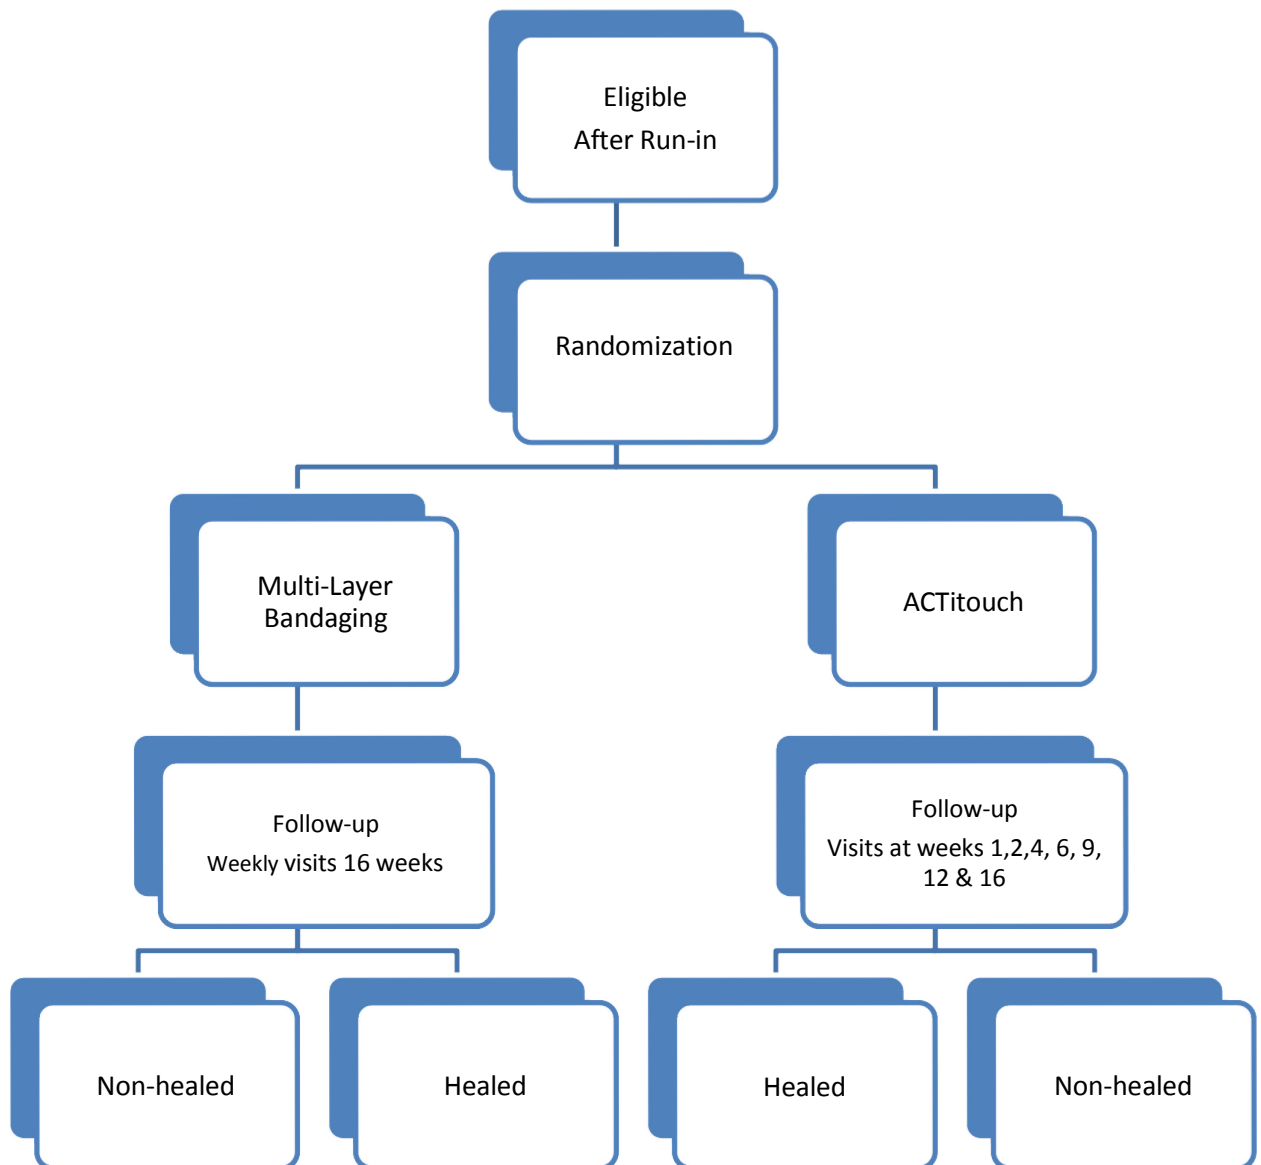 Eligible
After Run-in
Randomization
Multi-Layer
Bandaging
ACTitouch
Follow-up
Weekly visits 16 weeks
Follow-up
Visits at weeks 1,2,4, 6, 9,
12 & 16
Non-healed
Healed
Healed
Non-healed